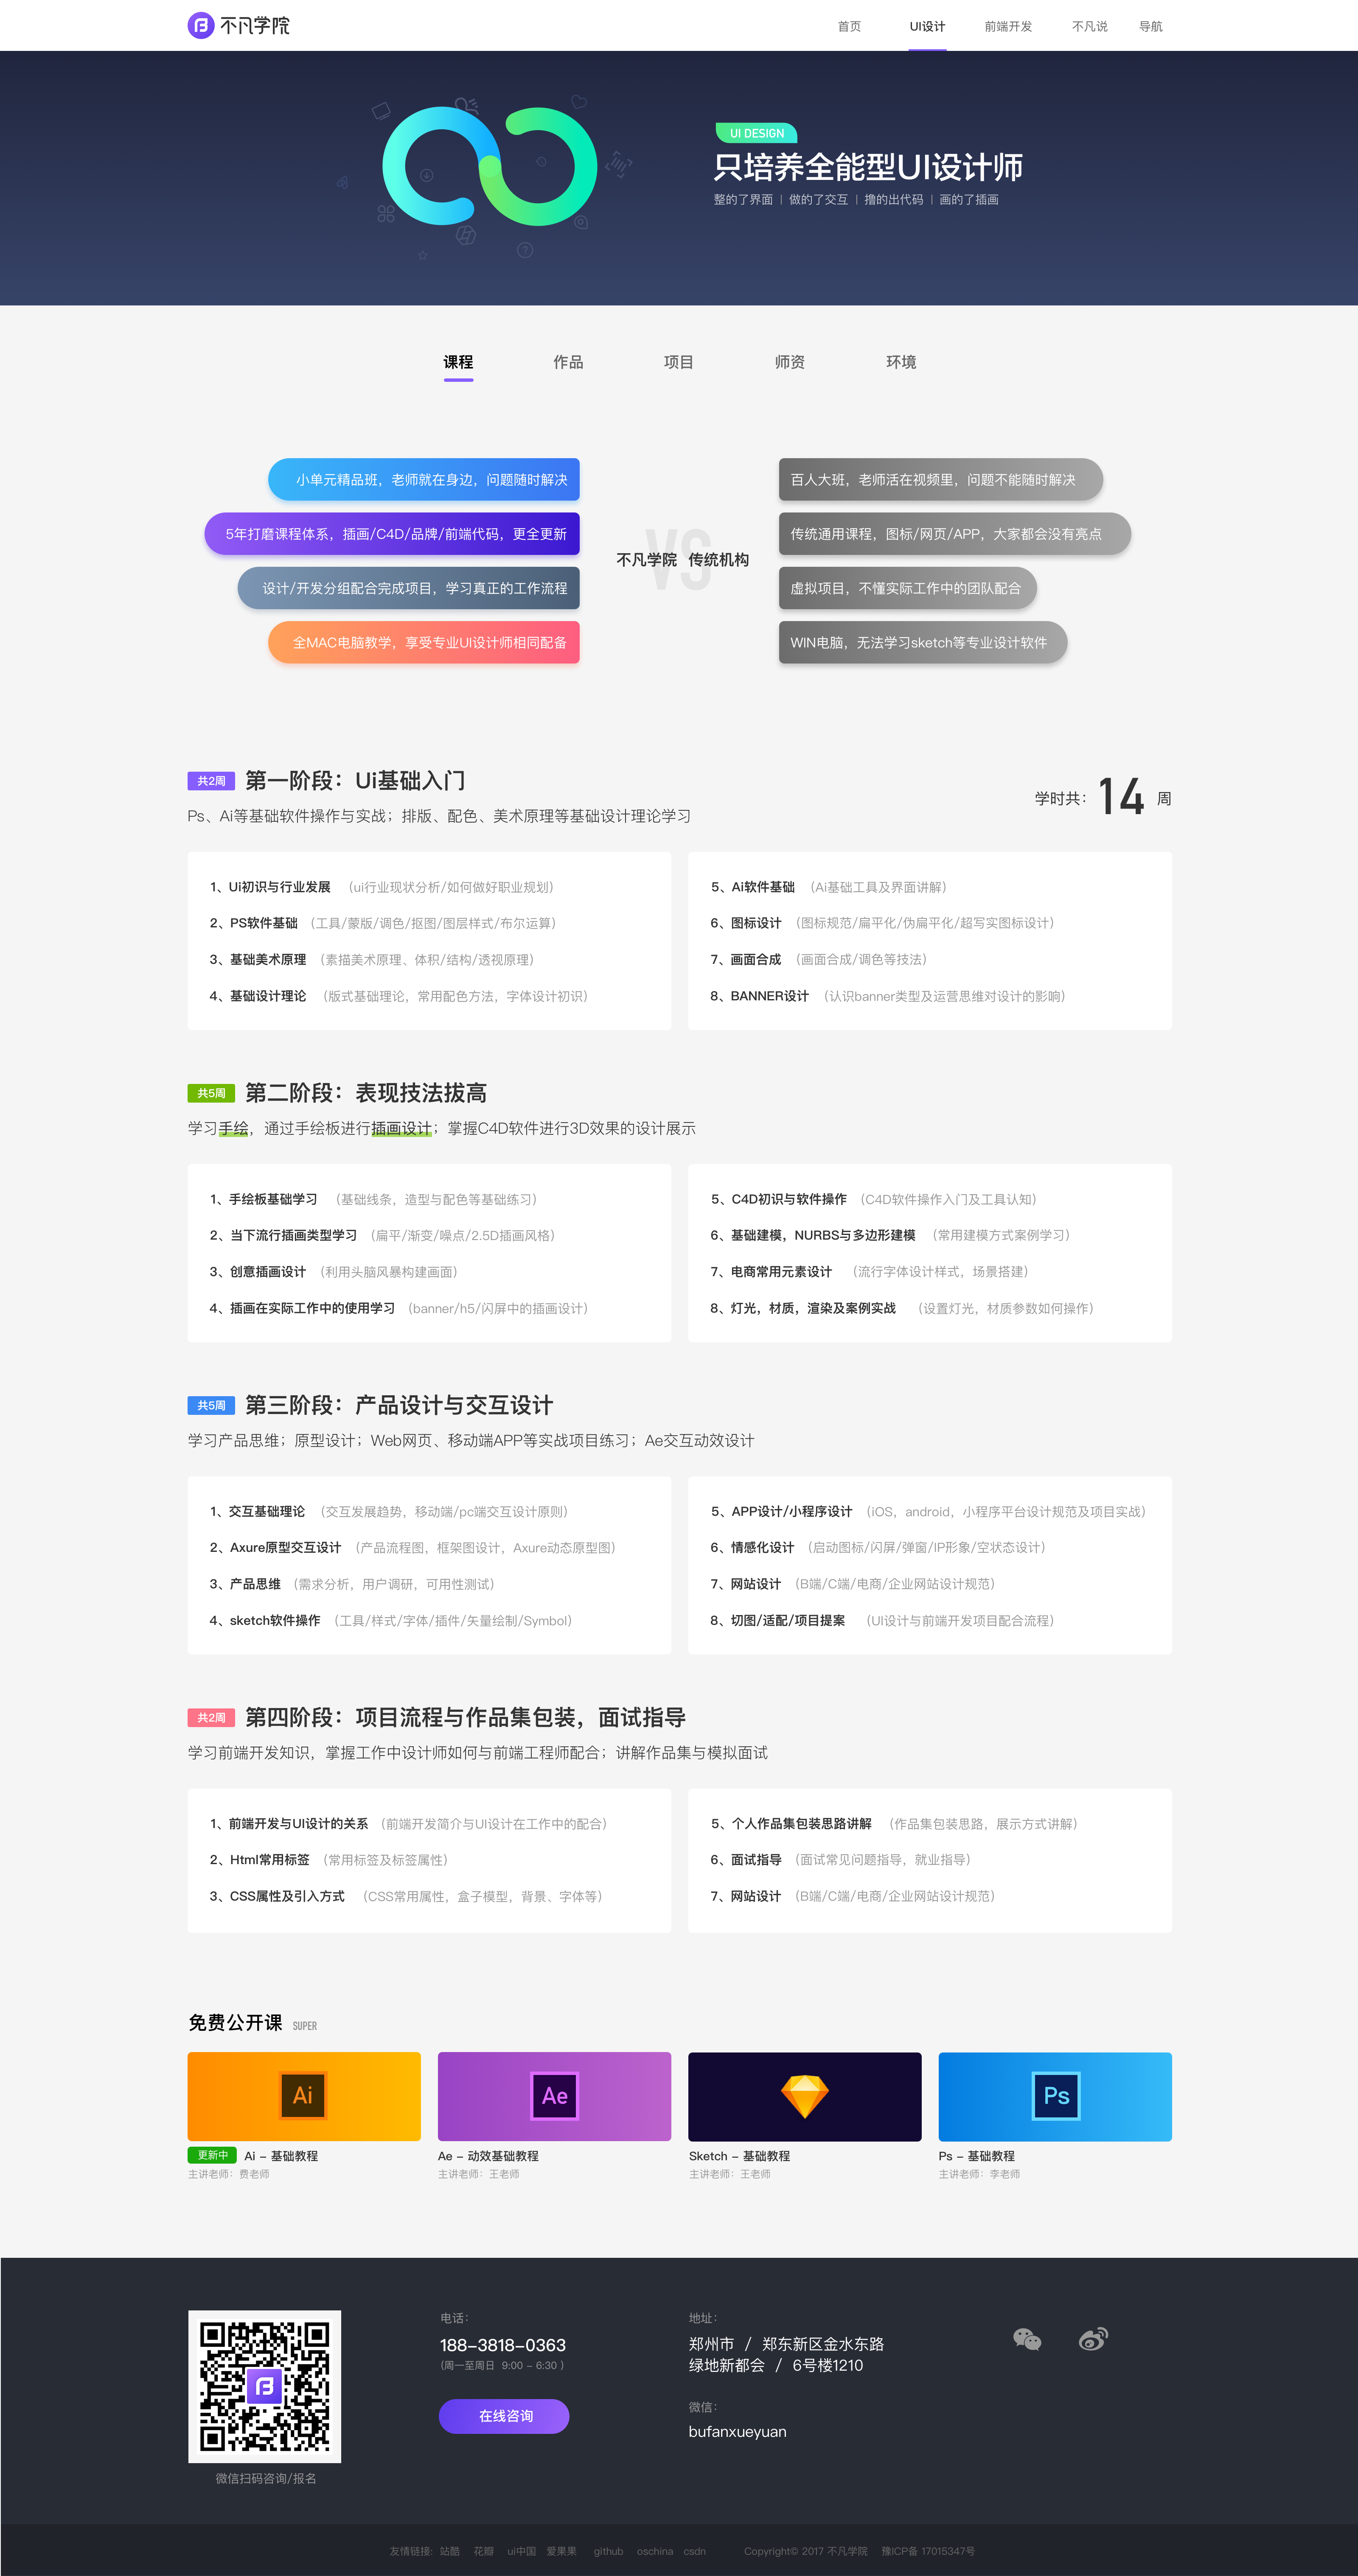 不凡学院
首页 UI设计 前端开发 不凡说 导航
UI DESIGN
只培养全能型UI设计师
整的了界面 | 做的了交互 | 撸的出代码 | 画的了插画
课程 作品 项目 师资 环境
小单元精品班，老师就在身边，问题随时解决
5年打磨课程体系，插画/C4D/品牌/前端代码，更全更新
设计/开发分组配合完成项目，学习真正的工作流程
全MAC电脑教学，享受专业UI设计师相同配备
VS
不凡学院 传统机构
百人大班，老师活在视频里，问题不能随时解决
传统通用课程，图标/网页/APP，大家都会没有亮点
虚拟项目，不懂实际工作中的团队配合
WIN电脑，无法学习sketch等专业设计软件
共2周 第一阶段：Ui基础入门
Ps、Ai等基础软件操作与实战；排版、配色、美术原理等基础设计理论学习
学时共：14 周
1、Ui初识与行业发展 （ui行业现状分析/如何做好职业规划）
2、PS软件基础 （工具/蒙版/调色/抠图/图层样式/布尔运算）
3、基础美术原理 （素描美术原理、体积/结构/透视原理）
4、基础设计理论 （版式基础理论，常用配色方法，字体设计初识）
5、Ai软件基础 （Ai基础工具及界面讲解）
6、图标设计 （图标规范/扁平化/伪扁平化/超写实图标设计）
7、画面合成 （画面合成/调色等技法）
8、BANNER设计 （认识banner类型及运营思维对设计的影响）
共5周 第二阶段：表现技法拔高
学习手绘，通过手绘板进行插画设计；掌握C4D软件进行3D效果的设计展示
1、手绘板基础学习 （基础线条，造型与配色等基础练习）
2、当下流行插画类型学习 （扁平/渐变/噪点/2.5D插画风格）
3、创意插画设计 （利用头脑风暴构建画面）
4、插画在实际工作中的使用学习 （banner/h5/闪屏中的插画设计）
5、C4D初识与软件操作 （C4D软件操作入门及工具认知）
6、基础建模，NURBS与多边形建模 （常用建模方式案例学习）
7、电商常用元素设计 （流行字体设计样式，场景搭建）
8、灯光，材质，渲染及案例实战 （设置灯光，材质参数如何操作）
共5周 第三阶段：产品设计与交互设计
学习产品思维；原型设计；Web网页、移动端APP等实战项目练习；Ae交互动效设计
1、交互基础理论 （交互发展趋势，移动端/pc端交互设计原则）
2、Axure原型交互设计 （产品流程图，框架图设计，Axure动态原型图）
3、产品思维 （需求分析，用户调研，可用性测试）
4、sketch软件操作 （工具/样式/字体/插件/矢量绘制/Symbol）
5、APP设计/小程序设计 （iOS，android，小程序平台设计规范及项目实战）
6、情感化设计 （启动图标/闪屏/弹窗/IP形象/空状态设计）
7、网站设计 （B端/C端/电商/企业网站设计规范）
8、切图/适配/项目提案 （UI设计与前端开发项目配合流程）
共2周 第四阶段：项目流程与作品集包装，面试指导
学习前端开发知识，掌握工作中设计师如何与前端工程师配合；讲解作品集与模拟面试
1、前端开发与UI设计的关系 （前端开发简介与UI设计在工作中的配合）
2、Html常用标签 （常用标签及标签属性）
3、CSS属性及引入方式 （CSS常用属性，盒子模型，背景、字体等）
5、个人作品集包装思路讲解 （作品集包装思路，展示方式讲解）
6、面试指导 （面试常见问题指导，就业指导）
7、网站设计 （B端/C端/电商/企业网站设计规范）
免费公开课 SUPER
Ai Ae Ps
更新中 Ai - 基础教程
主讲老师：费老师
Ae - 动效基础教程
主讲老师：王老师
Sketch - 基础教程
主讲老师：王老师
Ps - 基础教程
主讲老师：李老师
微信扫码咨询/报名
电话：
188-3818-0363
(周一至周日 9:00 - 6:30 )
在线咨询
地址：
郑州市 / 郑东新区金水东路
绿地新都会 / 6号楼1210
微信：
bufanxueyuan
友情链接: 站酷 花瓣 ui中国 爱果果 github oschina csdn Copyright© 2017 不凡学院 豫ICP备 17015347号